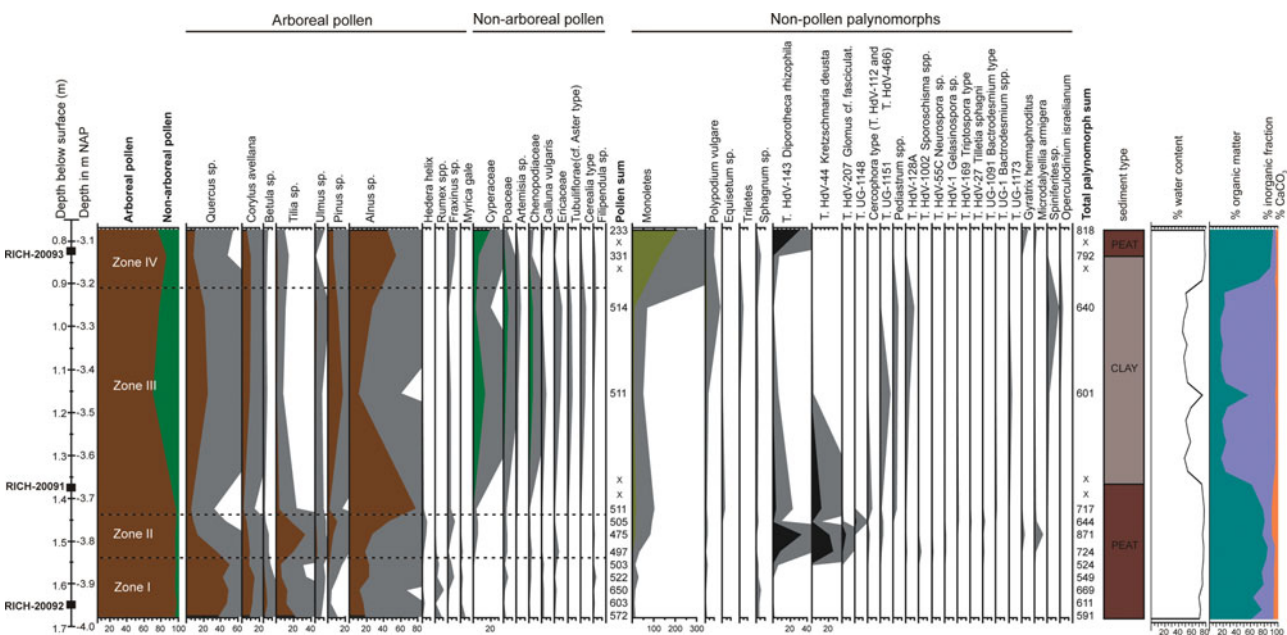 Arboreal pollen
Non-arboreal pollen
Non-pollen palynomorphs
Depth below surface (m)
Depth in m NAP
Arboreal pollen
Non-arboreal pollen
Quercus sp.
Corylus avellana
Betula sp.
Tilia sp.
Ulmus sp.
Pinus sp.
Alnus sp.
Hedera helix
Rumex spp.
Fraxinus sp.
Myrica gale
Cyperaceae
Poaceae
Artemisia sp.
Chenopodiaceae
Calluna vulgaris
Ericaceae
Tubuliflorae(cf. Aster type)
Cerealia type
Filipendula sp.
Pollen sum
Monoletes
Polypodium vulgare
Equisetum sp.
Triletes
Sphagnum sp.
T. HdV-143 Diporotheca rhizophila
T. HdV-44 Kretzschmaria deusta
T. HdV-207 Glomus cf. fasciculat.
T. UG-1148
Cercophora type (T. HdV-112 and
T. HdV-466)
T. UG-1151
Pediastrum spp.
T. HdV-128A
T. HdV-1002 Sporoschisma spp.
T. HdV-55C Neurospora sp.
T. HdV-1 Gelasinospora sp.
T. HdV-169 Triptospora type
T. HdV-27 Tilletia sphagni
T. UG-1091 Bactrodesmium type
T. UG-1 Bactrodesmium spp.
T. UG-1173
Gyratrix hermaphroditus
Microdalyellia armigera
Spiniferites sp.
Operculodinium israelianum
Total palynomorph sum
sediment type
% water content
% organic matter
% inorganic fraction
% CaCO3
RICH-20093
RICH-20091
RICH-20092
0.8
0.9
1.0
1.1
1.2
1.3
1.4
1.5
1.6
1.7
-3.1
-3.2
-3.3
-3.4
-3.5
-3.6
-3.7
-3.8
-3.9
-4.0
Zone IV
Zone III
Zone II
Zone I
233
x
331
x
514
511
x
x
511
505
475
497
503
522
650
603
572
818
x
792
x
640
601
x
x
717
644
871
724
524
549
669
611
591
PEAT
CLAY
PEAT
20 40 60 80 100
20 40 60
20
20 40
20 40 60 80
20
100 200 300
20 40
20
20 40 60 80
20 40 60 80 100